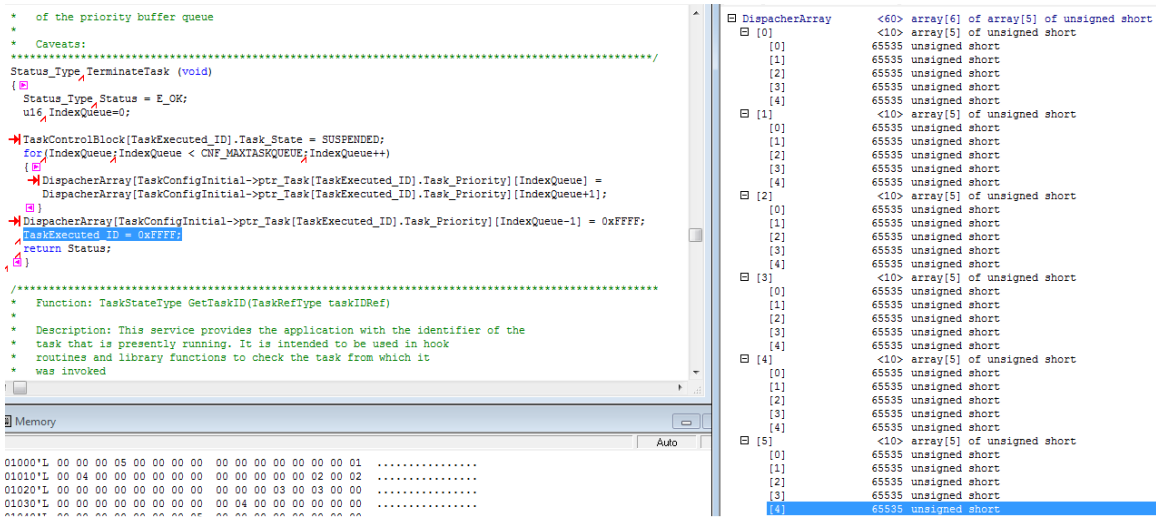 *   of the priority buffer queue
*
*   Caveats:
*****************************************************************************************************/
Status_Type TerminateTask (void)
{
Status_Type Status = E_OK;
u16 IndexQueue=0;
TaskControlBlock[TaskExecuted_ID].Task_State = SUSPENDED;
for(IndexQueue;IndexQueue < CNF_MAXTASKQUEUE;IndexQueue++)
{
DispacherArray[TaskConfigInitial->ptr_Task[TaskExecuted_ID].Task_Priority][IndexQueue] =
DispacherArray[TaskConfigInitial->ptr_Task[TaskExecuted_ID].Task_Priority][IndexQueue+1];
}
DispacherArray[TaskConfigInitial->ptr_Task[TaskExecuted_ID].Task_Priority][IndexQueue-1] = 0xFFFF;
TaskExecuted_ID = 0xFFFF;
return Status;
}
/****************************************************************************************************
*   Function: TaskStateType GetTaskID(TaskRefType taskIDRef)
*
*   Description: This service provides the application with the identifier of the
*   task that is presently running. It is intended to be used in hook
*   routines and library functions to check the task from which it
*   was invoked
Memory
Auto
01000'L 00 00 00 05 00 00 00 00  00 00 00 00 00 00 00 01  ................
01010'L 00 04 00 00 00 00 00 00  00 00 00 00 00 02 00 02  ................
01020'L 00 00 00 00 00 00 00 00  00 00 00 03 00 03 00 00  ................
01030'L 00 00 00 00 00 00 00 00  00 04 00 00 00 00 00 00  ................
DispacherArray <60> array[6] of array[5] of unsigned short
[0] <10> array[5] of unsigned short
[0] 65535 unsigned short
[1] 65535 unsigned short
[2] 65535 unsigned short
[3] 65535 unsigned short
[4] 65535 unsigned short
[1] <10> array[5] of unsigned short
[0] 65535 unsigned short
[1] 65535 unsigned short
[2] 65535 unsigned short
[3] 65535 unsigned short
[4] 65535 unsigned short
[2] <10> array[5] of unsigned short
[0] 65535 unsigned short
[1] 65535 unsigned short
[2] 65535 unsigned short
[3] 65535 unsigned short
[4] 65535 unsigned short
[3] <10> array[5] of unsigned short
[0] 65535 unsigned short
[1] 65535 unsigned short
[2] 65535 unsigned short
[3] 65535 unsigned short
[4] 65535 unsigned short
[4] <10> array[5] of unsigned short
[0] 65535 unsigned short
[1] 65535 unsigned short
[2] 65535 unsigned short
[3] 65535 unsigned short
[4] 65535 unsigned short
[5] <10> array[5] of unsigned short
[0] 65535 unsigned short
[1] 65535 unsigned short
[2] 65535 unsigned short
[3] 65535 unsigned short
[4] 65535 unsigned short